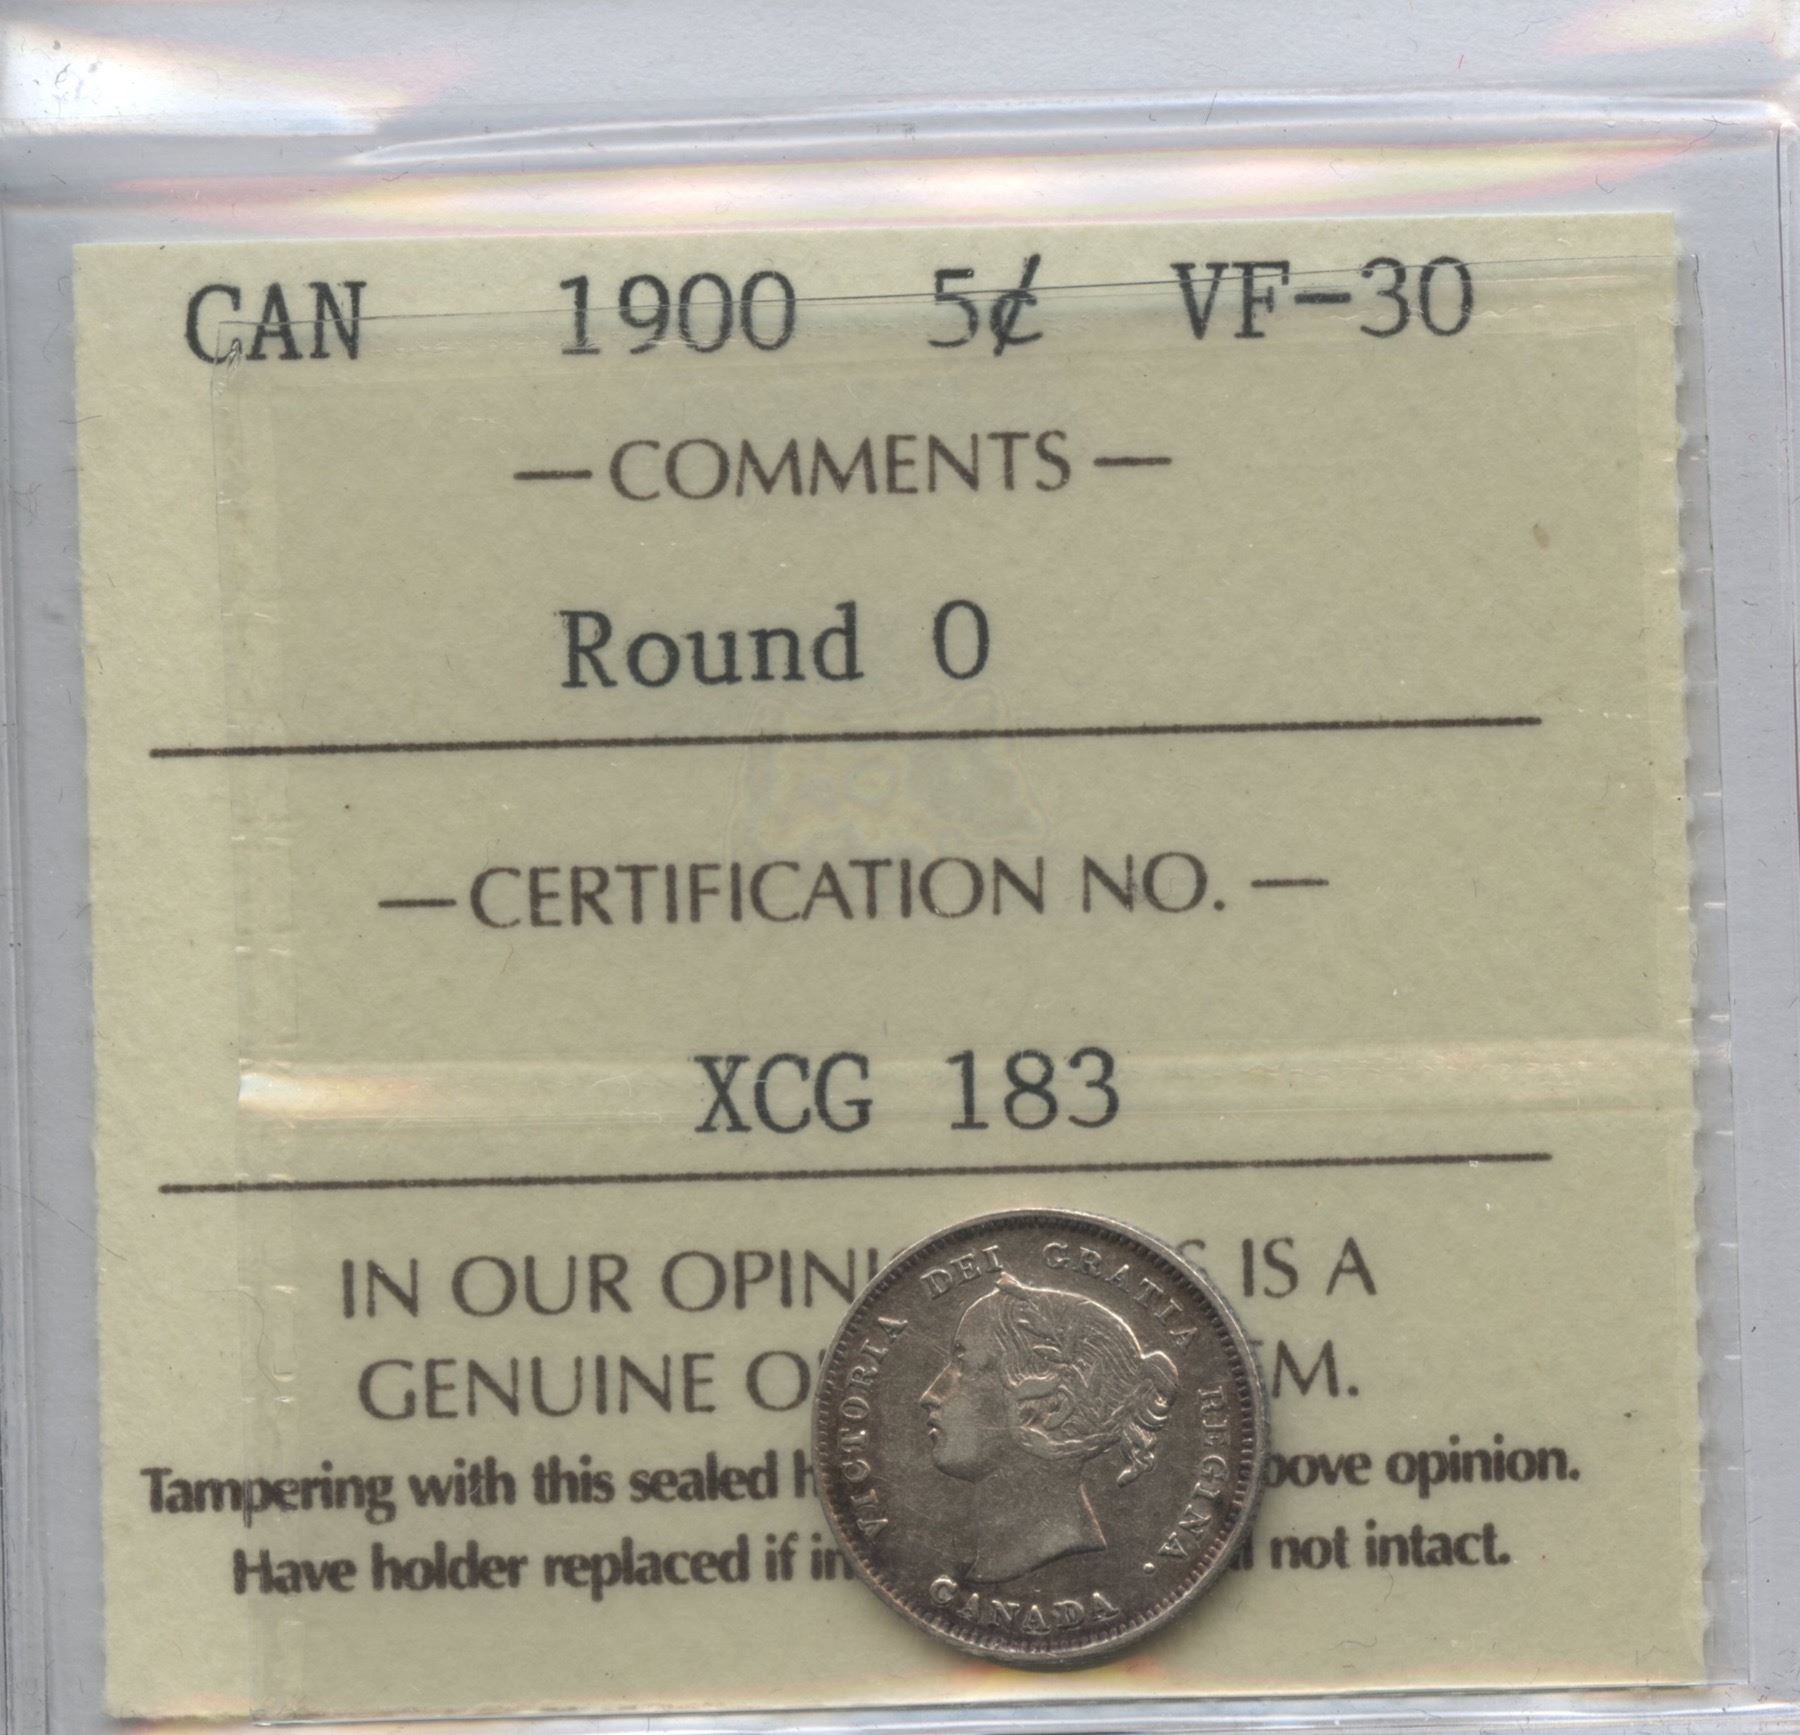 CAN 1900 5¢ VF-30
— COMMENTS —
Round 0
— CERTIFICATION NO. —
XCG 183
IN OUR OPINI S IS A
GENUINE O EM.
Tampering with this sealed h bove opinion.
Have holder replaced if in l not intact.
VICTORIA DEI GRATIA REGINA.
CANADA